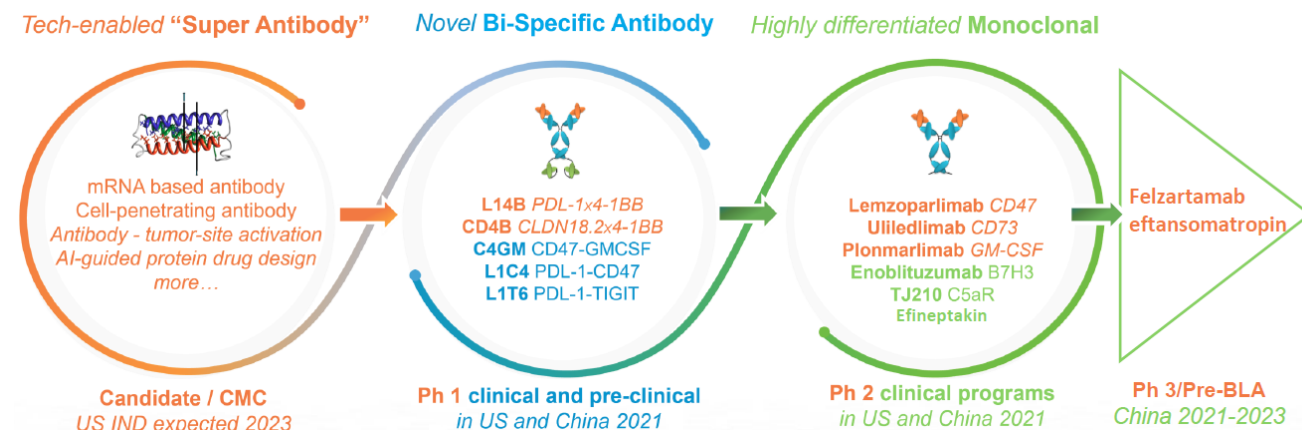 Tech-enabled “Super Antibody”
mRNA based antibody
Cell-penetrating antibody
Antibody - tumor-site activation
AI-guided protein drug design
more…
Candidate / CMC
US IND expected 2023
Novel Bi-Specific Antibody
L14B PDL-1x4-1BB
CD4B CLDN18.2x4-1BB
C4GM CD47-GMCSF
L1C4 PDL-1-CD47
L1T6 PDL-1-TIGIT
Ph 1 clinical and pre-clinical
in US and China 2021
Highly differentiated Monoclonal
Lemzoparlimab CD47
Uliledlimab CD73
Plonmarlimab GM-CSF
Enoblituzumab B7H3
TJ210 C5aR
Efineptakin
Ph 2 clinical programs
in US and China 2021
Felzartamab
eftansomatropin
Ph 3/Pre-BLA
China 2021-2023